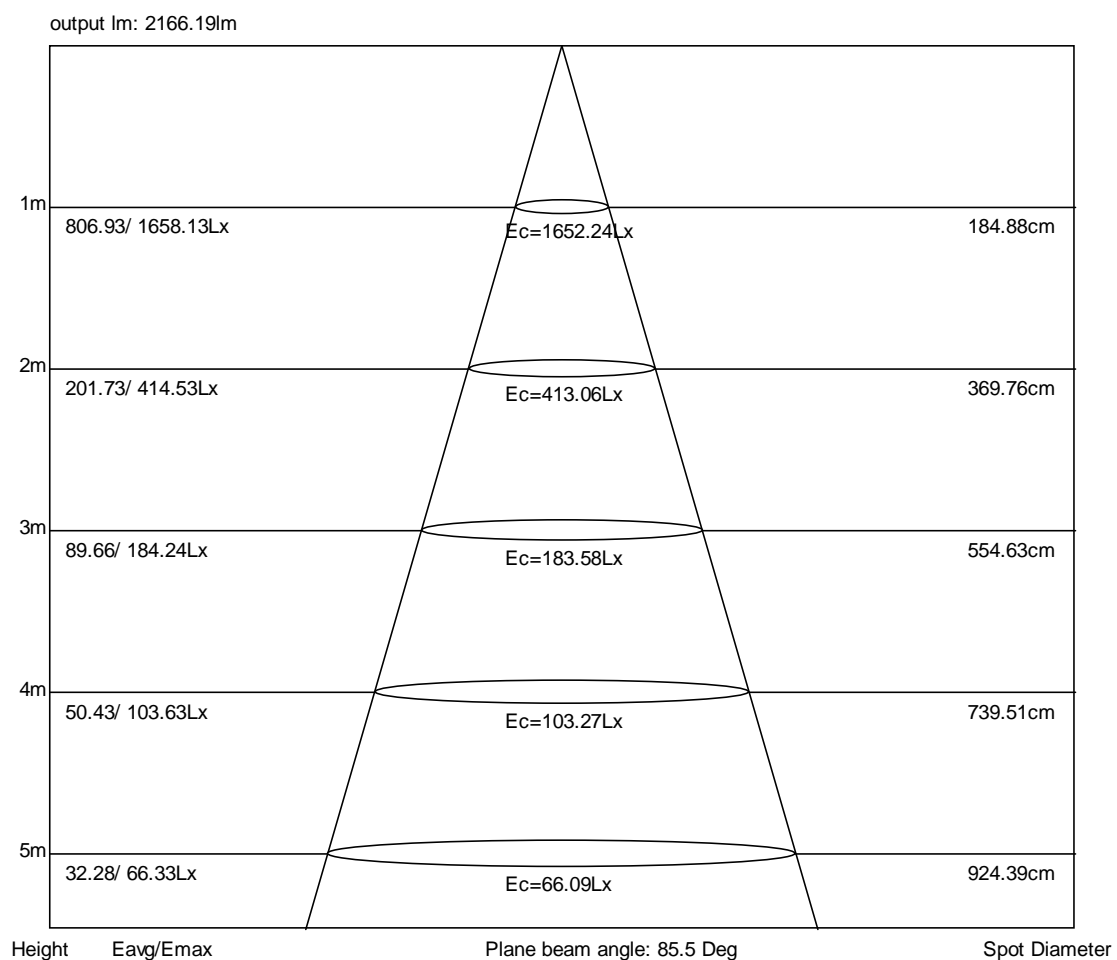 output lm: 2166.19lm
1m
806.93/ 1658.13Lx
Ec=1652.24Lx
184.88cm
2m
201.73/ 414.53Lx
Ec=413.06Lx
369.76cm
3m
89.66/ 184.24Lx
Ec=183.58Lx
554.63cm
4m
50.43/ 103.63Lx
Ec=103.27Lx
739.51cm
5m
32.28/ 66.33Lx
Ec=66.09Lx
924.39cm
Height Eavg/Emax Plane beam angle: 85.5 Deg Spot Diameter